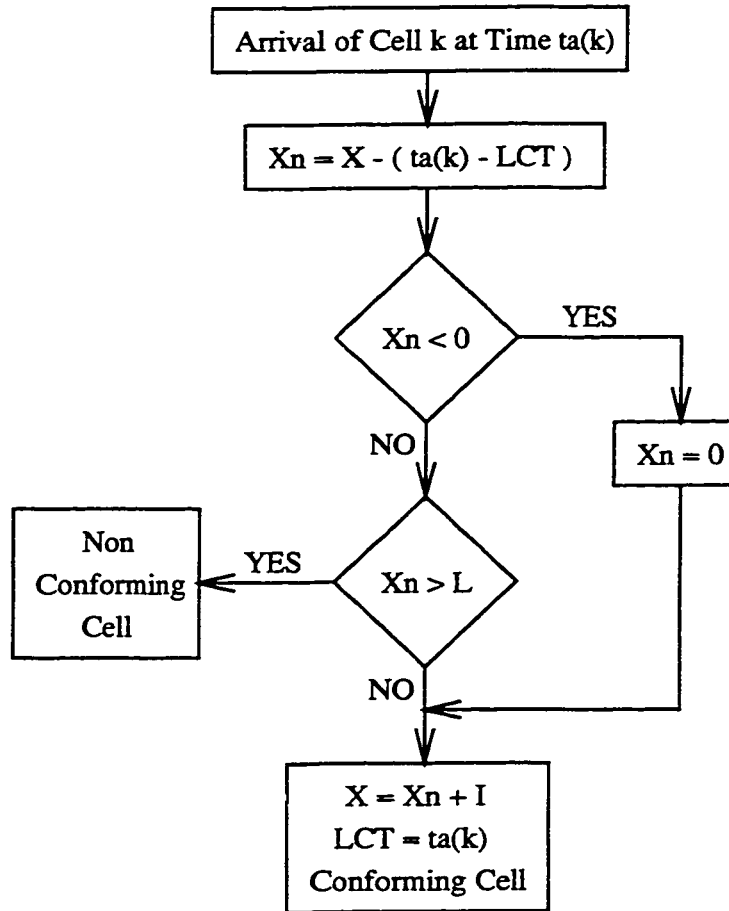 Arrival of Cell k at Time ta(k)
Xn = X - ( ta(k) - LCT )
Xn < 0
YES
NO
Xn = 0
Xn > L
YES
Non
Conforming
Cell
NO
X = Xn + I
LCT = ta(k)
Conforming Cell